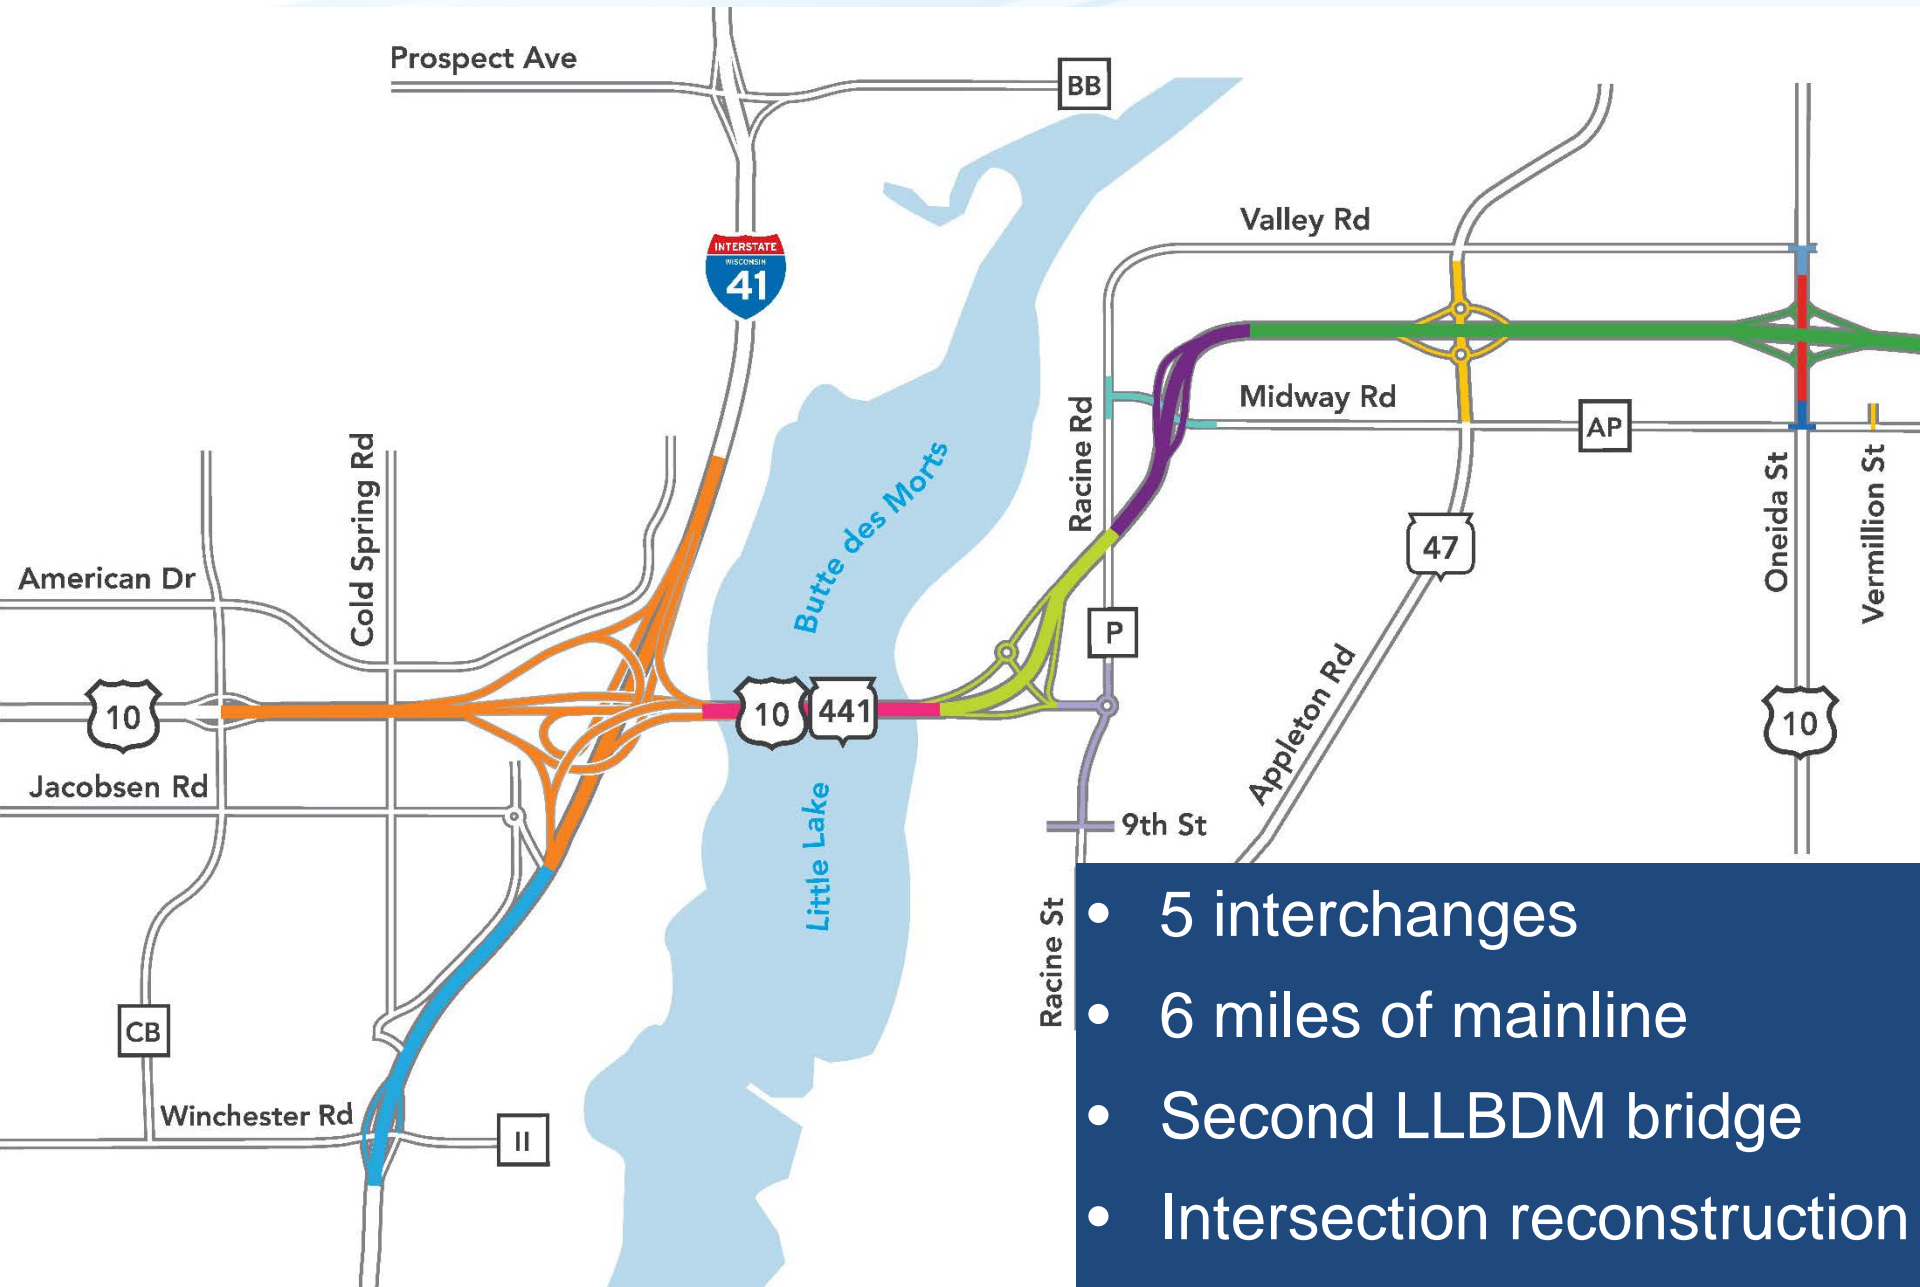 Prospect Ave
BB
INTERSTATE
WISCONSIN
41
Valley Rd
Midway Rd
AP
Racine Rd
Cold Spring Rd
Butte des Morts
Oneida St
Vermillion St
47
American Dr
P
10
10
441
10
Appleton Rd
Jacobsen Rd
Little Lake
9th St
Racine St
CB
Winchester Rd
II
• 5 interchanges
• 6 miles of mainline
• Second LLBDM bridge
• Intersection reconstruction